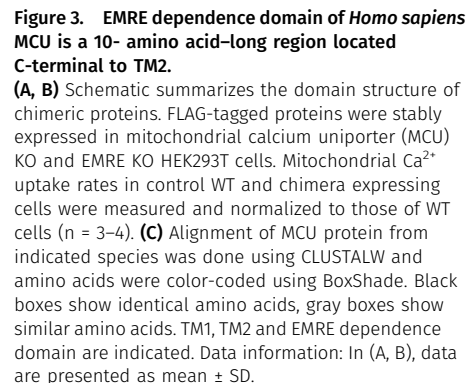 Figure 3. EMRE dependence domain of Homo sapiens
MCU is a 10- amino acid–long region located
C-terminal to TM2.
(A, B) Schematic summarizes the domain structure of
chimeric proteins. FLAG-tagged proteins were stably
expressed in mitochondrial calcium uniporter (MCU)
KO and EMRE KO HEK293T cells. Mitochondrial Ca²⁺
uptake rates in control WT and chimera expressing
cells were measured and normalized to those of WT
cells (n = 3–4). (C) Alignment of MCU protein from
indicated species was done using CLUSTALW and
amino acids were color-coded using BoxShade. Black
boxes show identical amino acids, gray boxes show
similar amino acids. TM1, TM2 and EMRE dependence
domain are indicated. Data information: In (A, B), data
are presented as mean ± SD.